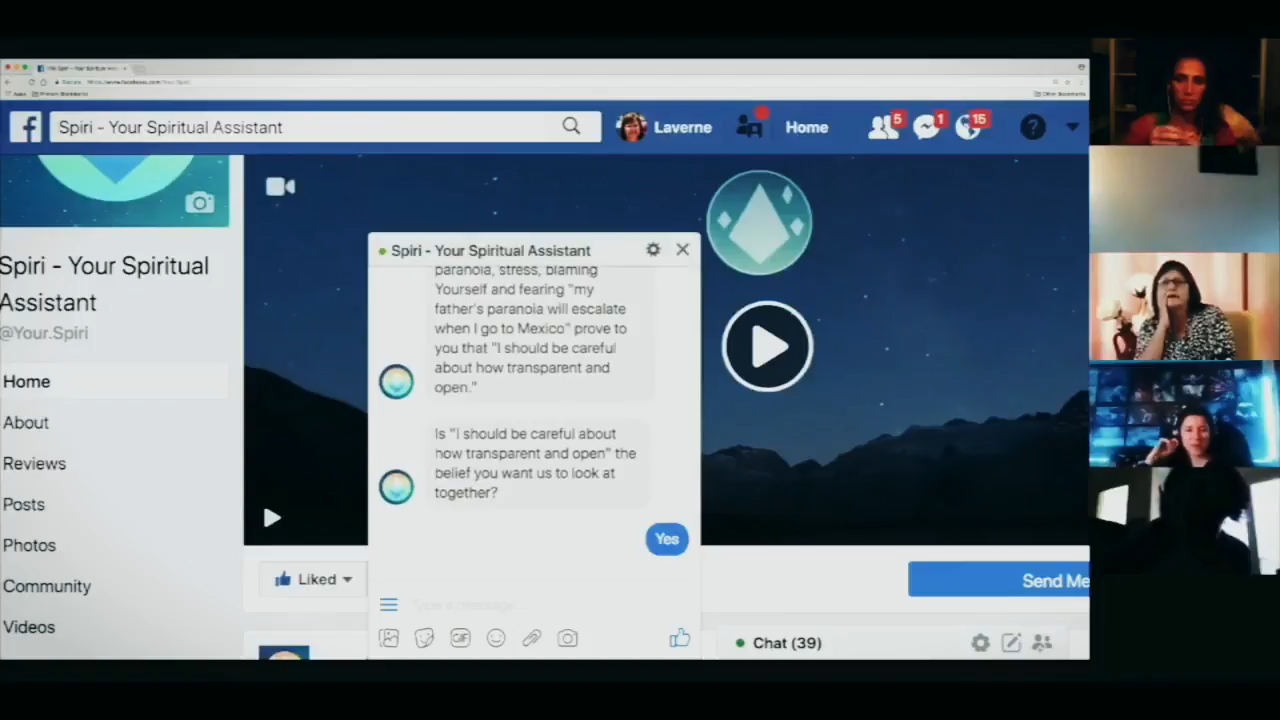 Spiri - Your Spiritual Assistant
Laverne
Home
5
1
15
?
Spiri - Your Spiritual
Assistant
@Your.Spiri
Home
About
Reviews
Posts
Photos
Community
Videos
Spiri - Your Spiritual Assistant
paranoia, stress, blaming
Yourself and fearing "my
father's paranoia will escalate
when I go to Mexico" prove to
you that "I should be careful
about how transparent and
open."
Is "I should be careful about
how transparent and open" the
belief you want us to look at
together?
Yes
Type a message...
GIF
Liked
Send Me
Chat (39)